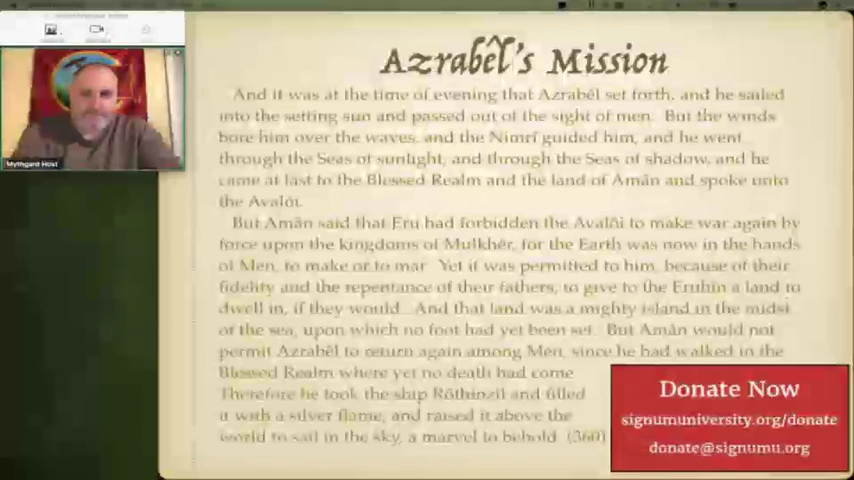 Mythgard Host
Azrabêl's Mission
And it was at the time of evening that Azrabêl set forth, and he sailed
into the setting sun and passed out of the sight of men. But the winds
bore him over the waves, and the Nimrî guided him, and he went
through the Seas of sunlight, and through the Seas of shadow, and he
came at last to the Blessed Realm and the land of Amân and spoke unto
the Avalôi.
But Amân said that Eru had forbidden the Avalôi to make war again by
force upon the kingdoms of Mulkhêr, for the Earth was now in the hands
of Men, to make or to mar. Yet it was permitted to him, because of their
fidelity and the repentance of their fathers, to give to the Eruhîn a land to
dwell in, if they would. And that land was a mighty island in the midst
of the sea, upon which no foot had yet been set. But Amân would not
permit Azrabêl to return again among Men, since he had walked in the
Blessed Realm where yet no death had come
Therefore he took the ship Rôthinzil and filled
it with a silver flame, and raised it above the
world to sail in the sky, a marvel to behold. (360)
Donate Now
signumuniversity.org/donate
donate@signumu.org